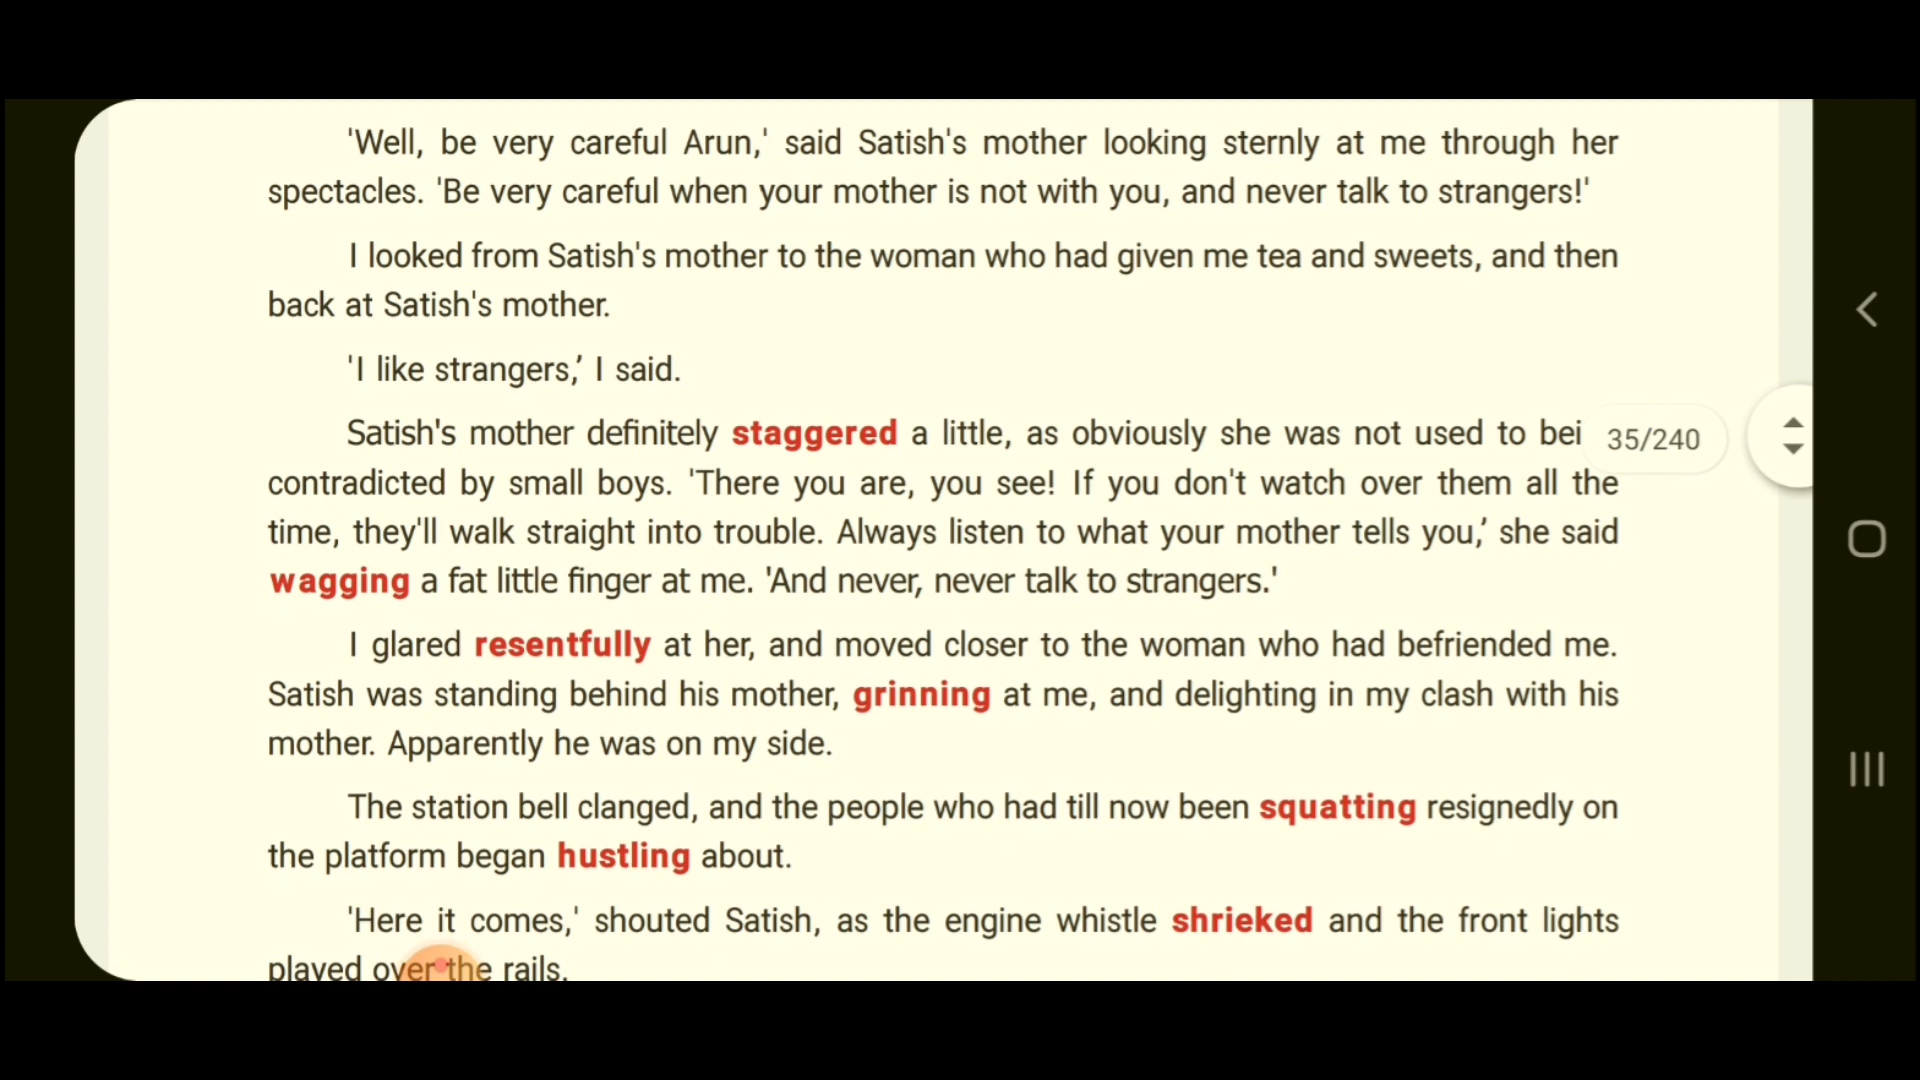 'Well, be very careful Arun,' said Satish's mother looking sternly at me through her
spectacles. 'Be very careful when your mother is not with you, and never talk to strangers!'
I looked from Satish's mother to the woman who had given me tea and sweets, and then
back at Satish's mother.
'I like strangers,’ I said.
Satish's mother definitely staggered a little, as obviously she was not used to bei
35/240
contradicted by small boys. 'There you are, you see! If you don't watch over them all the
time, they'll walk straight into trouble. Always listen to what your mother tells you,’ she said
wagging a fat little finger at me. 'And never, never talk to strangers.'
I glared resentfully at her, and moved closer to the woman who had befriended me.
Satish was standing behind his mother, grinning at me, and delighting in my clash with his
mother. Apparently he was on my side.
The station bell clanged, and the people who had till now been squatting resignedly on
the platform began hustling about.
'Here it comes,' shouted Satish, as the engine whistle shrieked and the front lights
played over the rails.